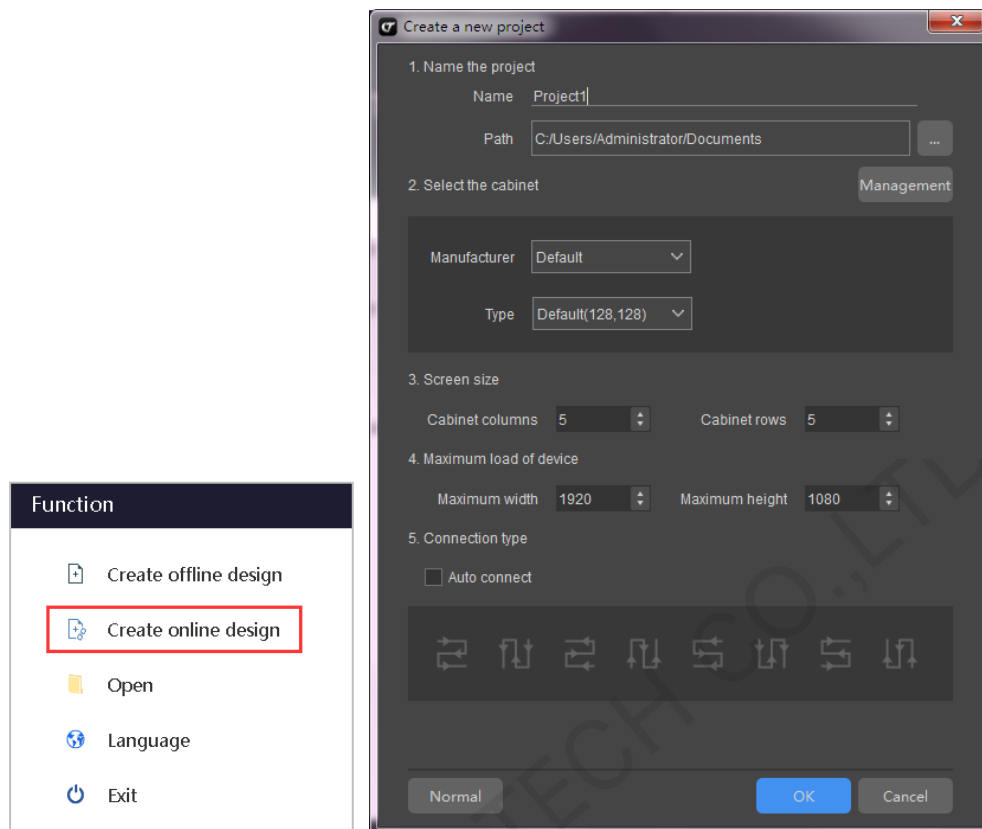 Function
Create offline design
Create online design
Open
Language
Exit
Create a new project
1. Name the project
Name Project1
Path C:/Users/Administrator/Documents ...
2. Select the cabinet Management
Manufacturer Default
Type Default(128,128)
3. Screen size
Cabinet columns 5 Cabinet rows 5
4. Maximum load of device
Maximum width 1920 Maximum height 1080
5. Connection type
Auto connect
Normal OK Cancel
TECH CO.,LTD